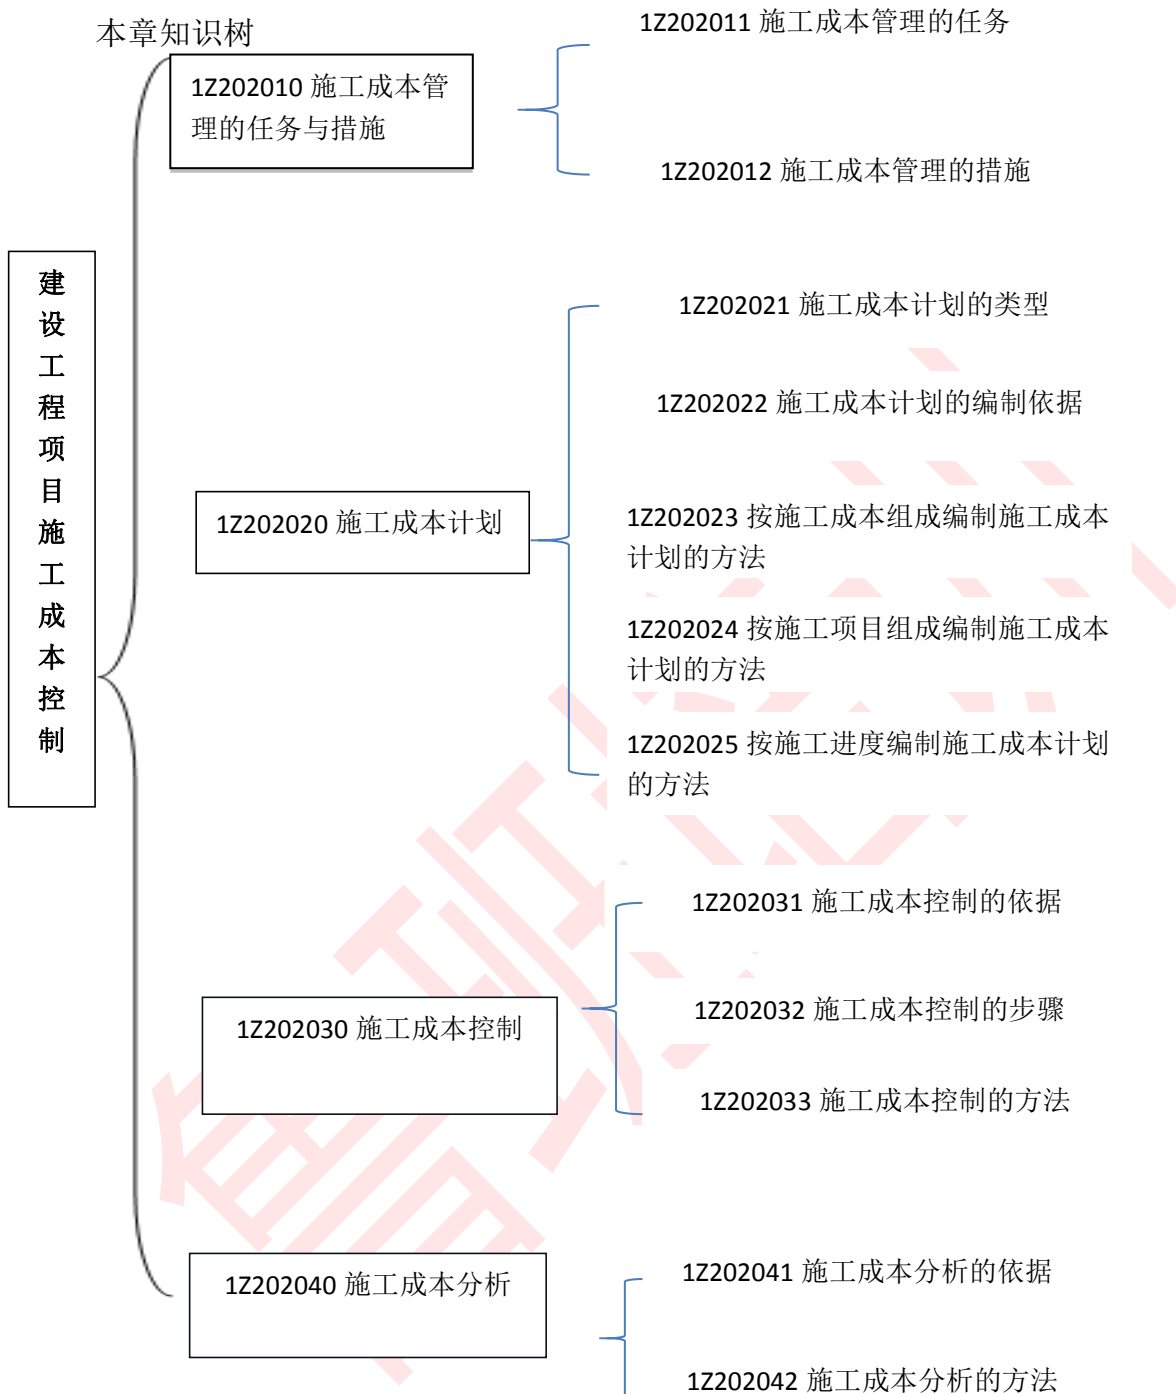 本章知识树
1Z202011 施工成本管理的任务
1Z202010 施工成本管
理的任务与措施
1Z202012 施工成本管理的措施
建
设
工
程
项
目
施
工
成
本
控
制
1Z202021 施工成本计划的类型
1Z202022 施工成本计划的编制依据
1Z202020 施工成本计划
1Z202023 按施工成本组成编制施工成本
计划的方法
1Z202024 按施工项目组成编制施工成本
计划的方法
1Z202025 按施工进度编制施工成本计划
的方法
1Z202031 施工成本控制的依据
1Z202030 施工成本控制
1Z202032 施工成本控制的步骤
1Z202033 施工成本控制的方法
1Z202040 施工成本分析
1Z202041 施工成本分析的依据
1Z202042 施工成本分析的方法